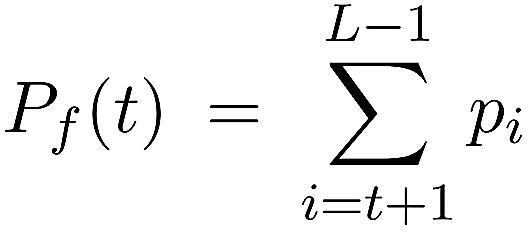 P_f(t) = \sum_{i=t+1}^{L-1} p_i